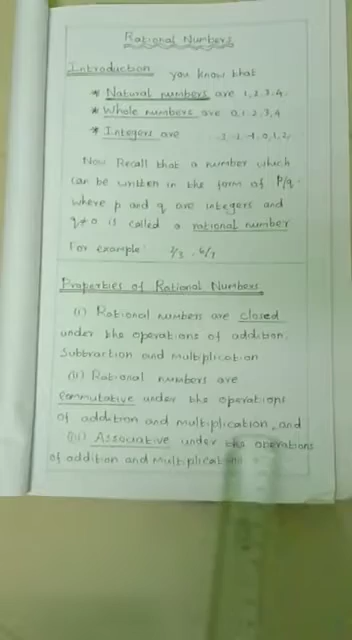 Rational Numbers
Introduction you know that
* Natural numbers are 1, 2, 3, 4.
* Whole numbers are 0, 1, 2, 3, 4
* Integers are -3, -2, -1, 0, 1, 2,
Now Recall that a number which
can be written in the form of P/q.
where p and q are integers and
q≠0 is called a rational number
For example: 2/3, 6/7
Properties of Rational Numbers
(i) Rational numbers are closed
under the operations of addition,
Subtraction and multiplication
(ii) Rational numbers are
Commutative under the operations
of addition and multiplication, and
(iii) Associative under the operations
of addition and Multiplication